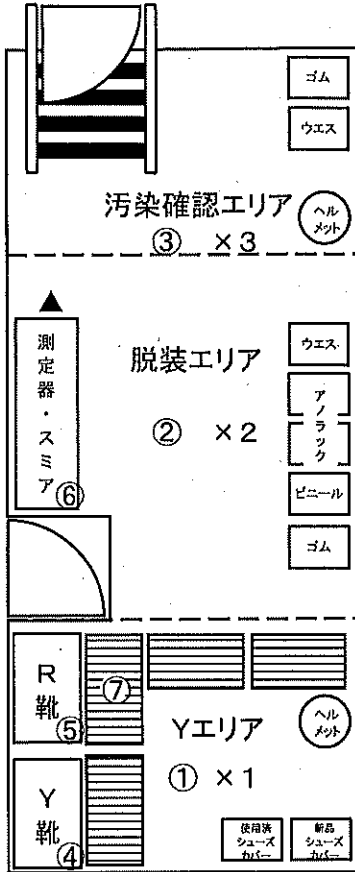 ゴム
ウエス
汚染確認エリア
ヘル
メット
③ ×3
▲
測定器・スミア
⑥
脱装エリア
② ×2
ウエス
アノラック
ビニール
ゴム
R
靴
⑤
⑦
Yエリア
ヘル
メット
① ×1
Y
靴
④
使用済
シューズ
カバー
新品
シューズ
カバー